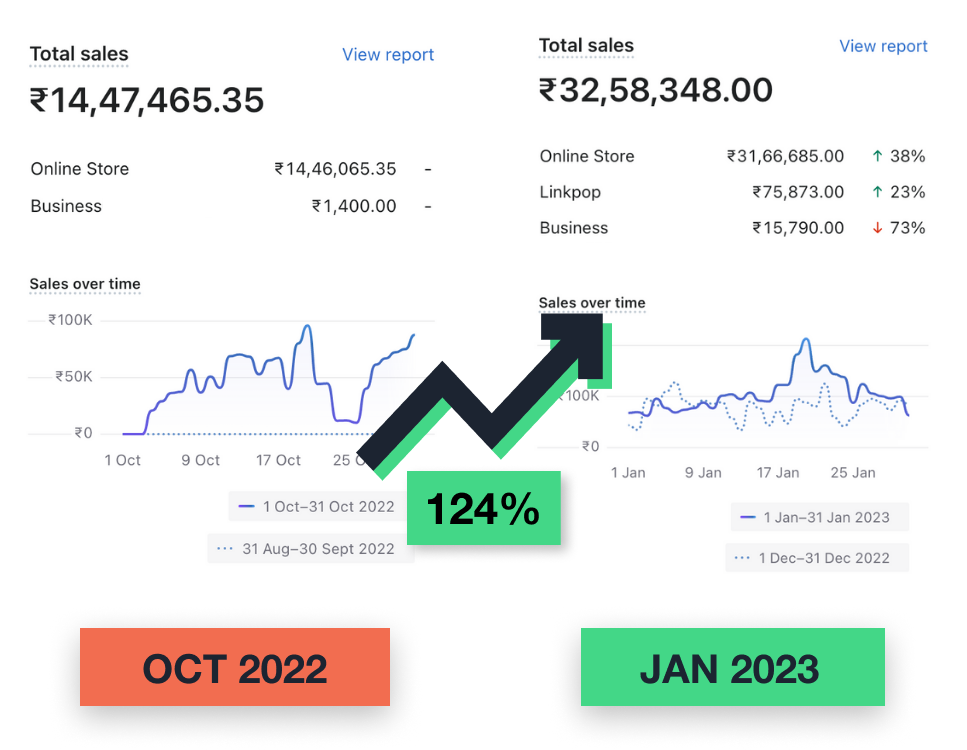 Total sales
View report
₹14,47,465.35
Online Store ₹14,46,065.35 -
Business ₹1,400.00 -
Sales over time
₹100K
₹50K
₹0
1 Oct 9 Oct 17 Oct 25
1 Oct–31 Oct 2022
31 Aug–30 Sept 2022
OCT 2022
124%
Total sales
View report
₹32,58,348.00
Online Store ₹31,66,685.00 ↑ 38%
Linkpop ₹75,873.00 ↑ 23%
Business ₹15,790.00 ↓ 73%
Sales over time
₹100K
₹0
1 Jan 9 Jan 17 Jan 25 Jan
1 Jan–31 Jan 2023
1 Dec–31 Dec 2022
JAN 2023